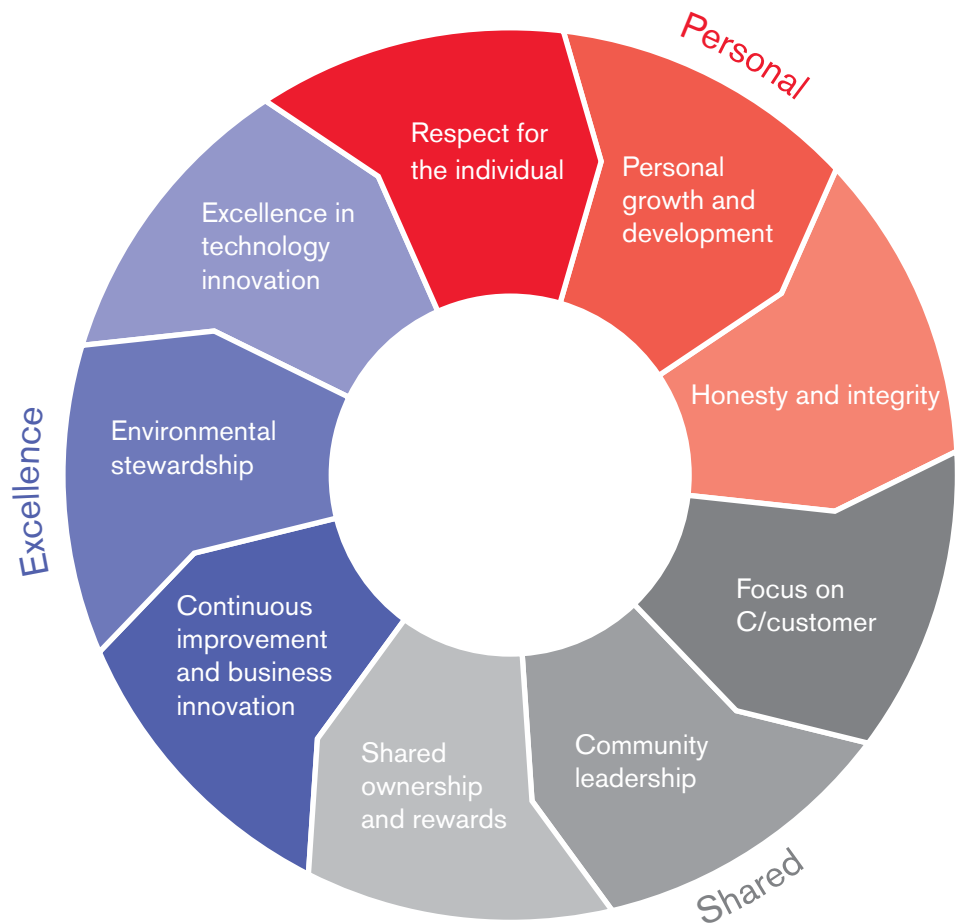 Personal
Respect for
the individual
Personal
growth and
development
Honesty and integrity
Shared
Focus on
C/customer
Community
leadership
Shared
ownership
and rewards
Excellence
Continuous
improvement
and business
innovation
Environmental
stewardship
Excellence in
technology
innovation